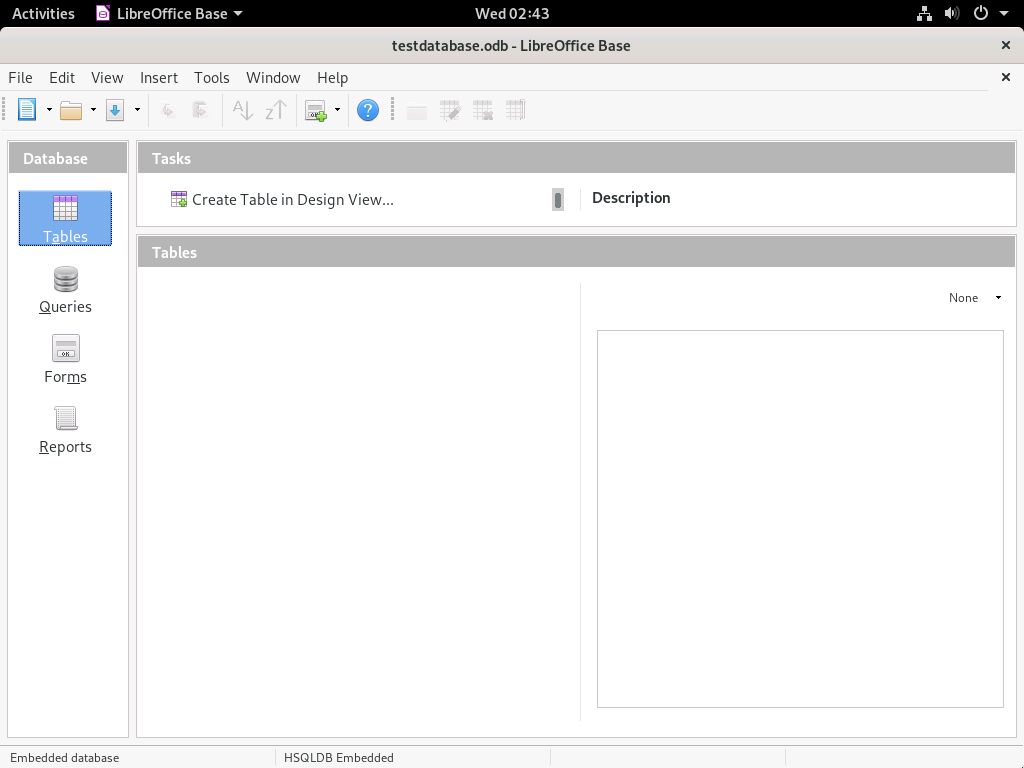 Activities LibreOffice Base Wed 02:43
testdatabase.odb - LibreOffice Base
File Edit View Insert Tools Window Help
Database
Tables
Queries
Forms
Reports
Tasks
Create Table in Design View...
Description
Tables
None
Embedded database HSQLDB Embedded